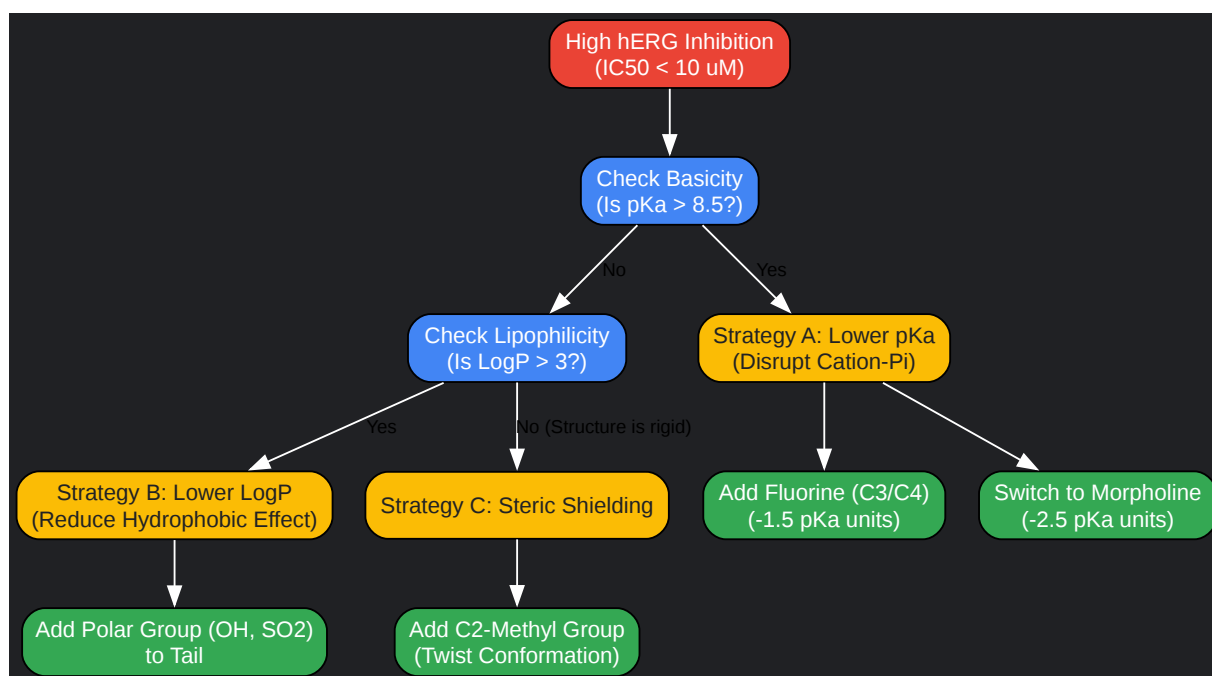 High hERG Inhibition
(IC50 < 10 uM)
Check Basicity
(Is pKa > 8.5?)
No
Yes
Check Lipophilicity
(Is LogP > 3?)
Strategy A: Lower pKa
(Disrupt Cation-Pi)
Yes
No (Structure is rigid)
Strategy B: Lower LogP
(Reduce Hydrophobic Effect)
Strategy C: Steric Shielding
Add Fluorine (C3/C4)
(-1.5 pKa units)
Switch to Morpholine
(-2.5 pKa units)
Add Polar Group (OH, SO2)
to Tail
Add C2-Methyl Group
(Twist Conformation)